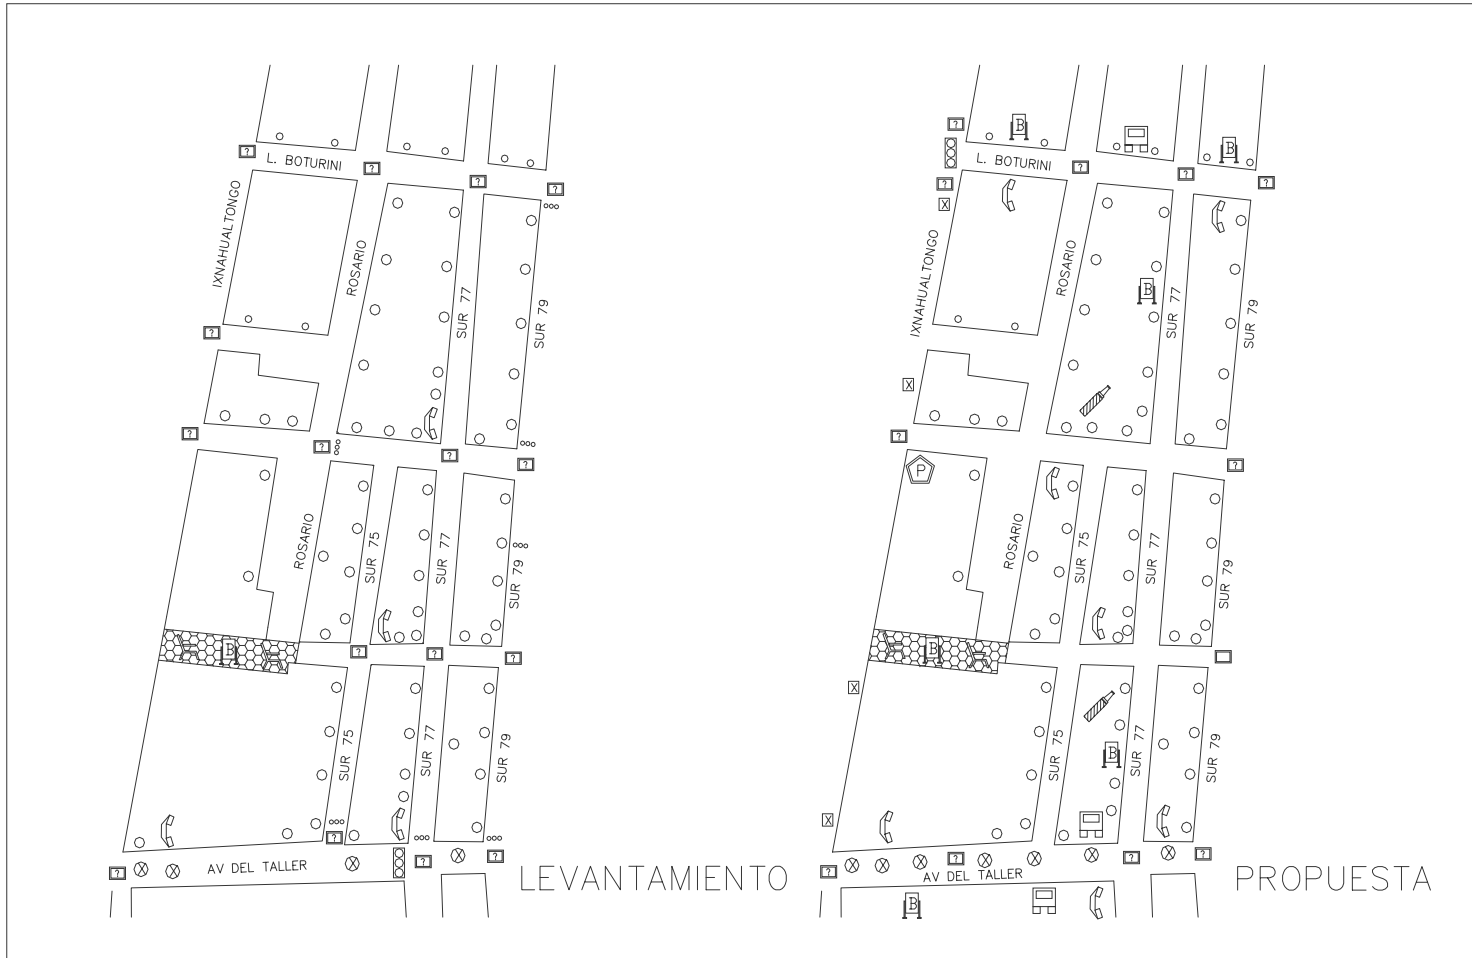 L. BOTURINI
IXNAHUALTONGO
ROSARIO
SUR 77
SUR 79
?
?
?
?
?
?
?
?
?
ROSARIO
SUR 75
SUR 77
SUR 79
B
?
?
?
SUR 75
SUR 77
SUR 79
?
?
?
?
X
X
X
X
AV DEL TALLER
LEVANTAMIENTO
B
B
?
L. BOTURINI
?
?
?
?
X
IXNAHUALTONGO
ROSARIO
B
SUR 77
SUR 79
X
?
?
P
ROSARIO
SUR 75
SUR 77
SUR 79
B
X
SUR 75
B
SUR 77
SUR 79
X
?
?
?
?
X
X
X
X
X
X
X
AV DEL TALLER
B
PROPUESTA